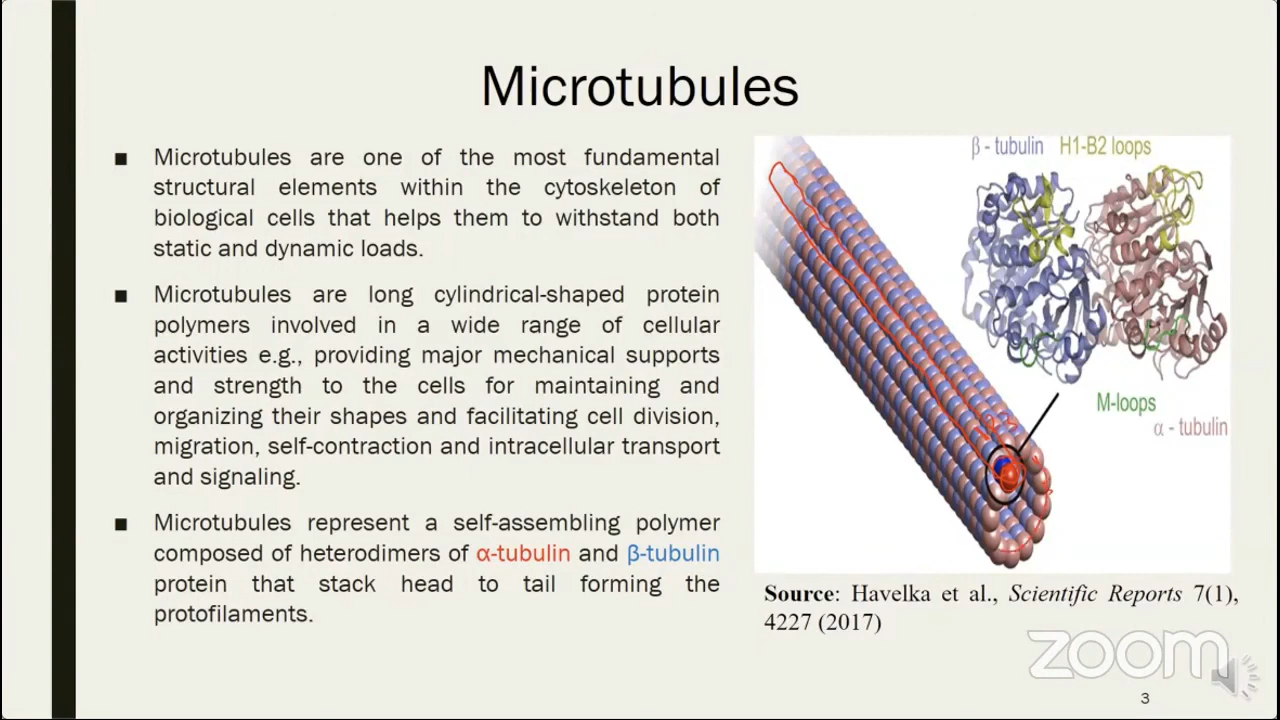 Microtubules
■ Microtubules are one of the most fundamental
structural elements within the cytoskeleton of
biological cells that helps them to withstand both
static and dynamic loads.
■ Microtubules are long cylindrical-shaped protein
polymers involved in a wide range of cellular
activities e.g., providing major mechanical supports
and strength to the cells for maintaining and
organizing their shapes and facilitating cell division,
migration, self-contraction and intracellular transport
and signaling.
■ Microtubules represent a self-assembling polymer
composed of heterodimers of α-tubulin and β-tubulin
protein that stack head to tail forming the
protofilaments.
β - tubulin H1-B2 loops
M-loops
α - tubulin
Source: Havelka et al., Scientific Reports 7(1),
4227 (2017)
zoom
3